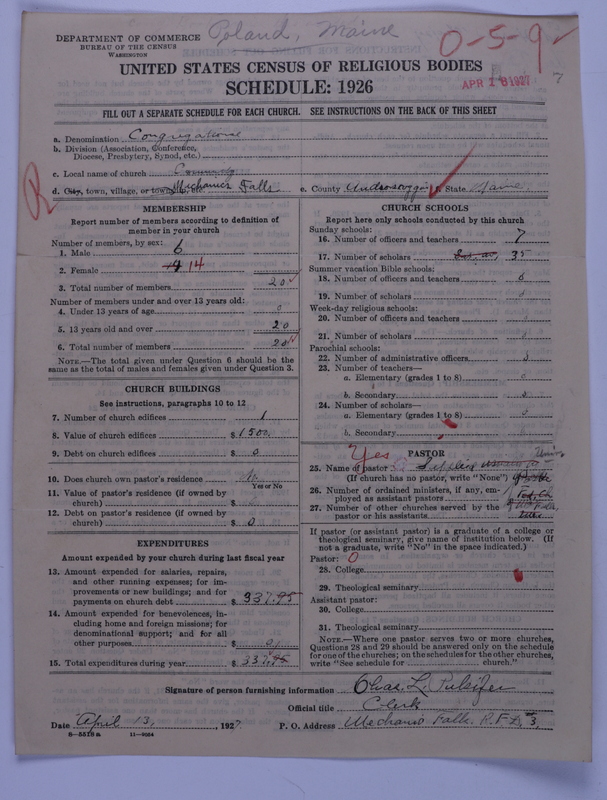 DEPARTMENT OF COMMERCE
BUREAU OF THE CENSUS
WASHINGTON
Poland, Maine
0-5-9
APR 18 1927
UNITED STATES CENSUS OF RELIGIOUS BODIES
SCHEDULE: 1926
FILL OUT A SEPARATE SCHEDULE FOR EACH CHURCH. SEE INSTRUCTIONS ON THE BACK OF THIS SHEET
a. Denomination
b. Division (Association, Conference,
Diocese, Presbytery, Synod, etc.)
c. Local name of church Community
d. City, town, village, or town Mechanics Falls e. County Androscoggin f. State Maine
R
MEMBERSHIP
Report number of members according to definition of
member in your church
Number of members, by sex:
1. Male 6
2. Female 14
3. Total number of members 20
Number of members under and over 13 years old:
4. Under 13 years of age 0
5. 13 years old and over 20
6. Total number of members 20
NOTE.—The total given under Question 6 should be the
same as the total of males and females given under Question 3.
CHURCH BUILDINGS
See instructions, paragraphs 10 to 12
7. Number of church edifices 1
8. Value of church edifices $ 1500.
9. Debt on church edifices $ 0
10. Does church own pastor's residence No
Yes or No
11. Value of pastor's residence (if owned by
church) $
12. Debt on pastor's residence (if owned by
church) $ 0
EXPENDITURES
Amount expended by your church during last fiscal year
13. Amount expended for salaries, repairs,
and other running expenses; for im-
provements or new buildings; and for
payments on church debt $ 337.95
14. Amount expended for benevolences, in-
cluding home and foreign missions; for
denominational support; and for all
other purposes $ 0
15. Total expenditures during year $ 337.95
CHURCH SCHOOLS
Report here only schools conducted by this church
Sunday schools:
16. Number of officers and teachers 7
17. Number of scholars 35
Summer vacation Bible schools:
18. Number of officers and teachers 0
19. Number of scholars 0
Week-day religious schools:
20. Number of officers and teachers
21. Number of scholars 0
Parochial schools:
22. Number of administrative officers 0
23. Number of teachers—
a. Elementary (grades 1 to 8) 0
b. Secondary 0
24. Number of scholars—
a. Elementary (grades 1 to 8) 0
b. Secondary
Yes PASTOR
25. Name of pastor
(If church has no pastor, write "None")
26. Number of ordained ministers, if any, em-
ployed as assistant pastors
27. Number of other churches served by the
pastor or his assistants
If pastor (or assistant pastor) is a graduate of a college or
theological seminary, give name of institution below. (If
not a graduate, write "No" in the space indicated.)
Pastor: 0
28. College
29. Theological seminary
Assistant pastor:
30. College
31. Theological seminary
NOTE.—Where one pastor serves two or more churches,
Questions 28 and 29 should be answered only on the schedule
for one of the churches; on the schedules for the other churches,
write "See schedule for church."
Signature of person furnishing information Chas. L. Pulsifer
Official title Clerk
Date April 13, 1927. P. O. Address Mechanic Falls. R.F.D. #3.
8—5518 a 11—9664